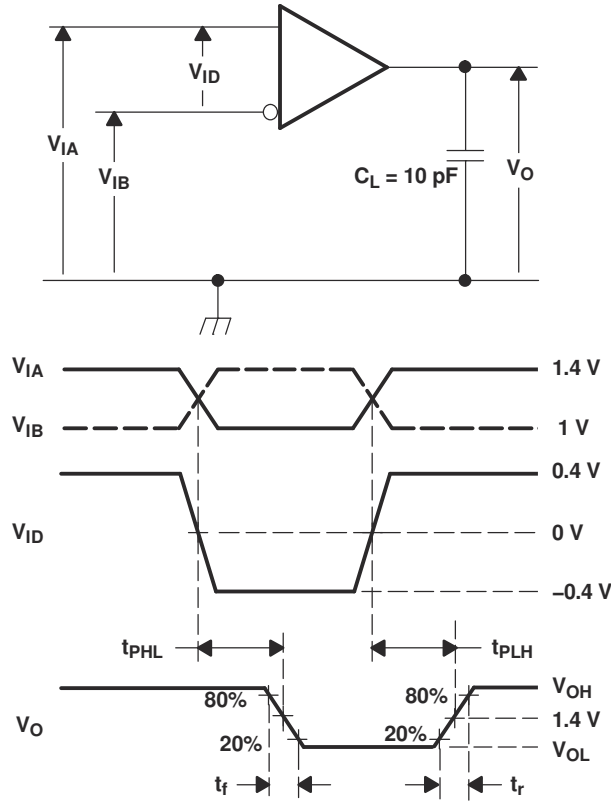 VID
VIA
VIB
CL = 10 pF
VO
VIA
1.4 V
VIB
1 V
0.4 V
VID
0 V
−0.4 V
tPHL
tPLH
VOH
80%
80%
1.4 V
VO
20%
20%
VOL
tf
tr